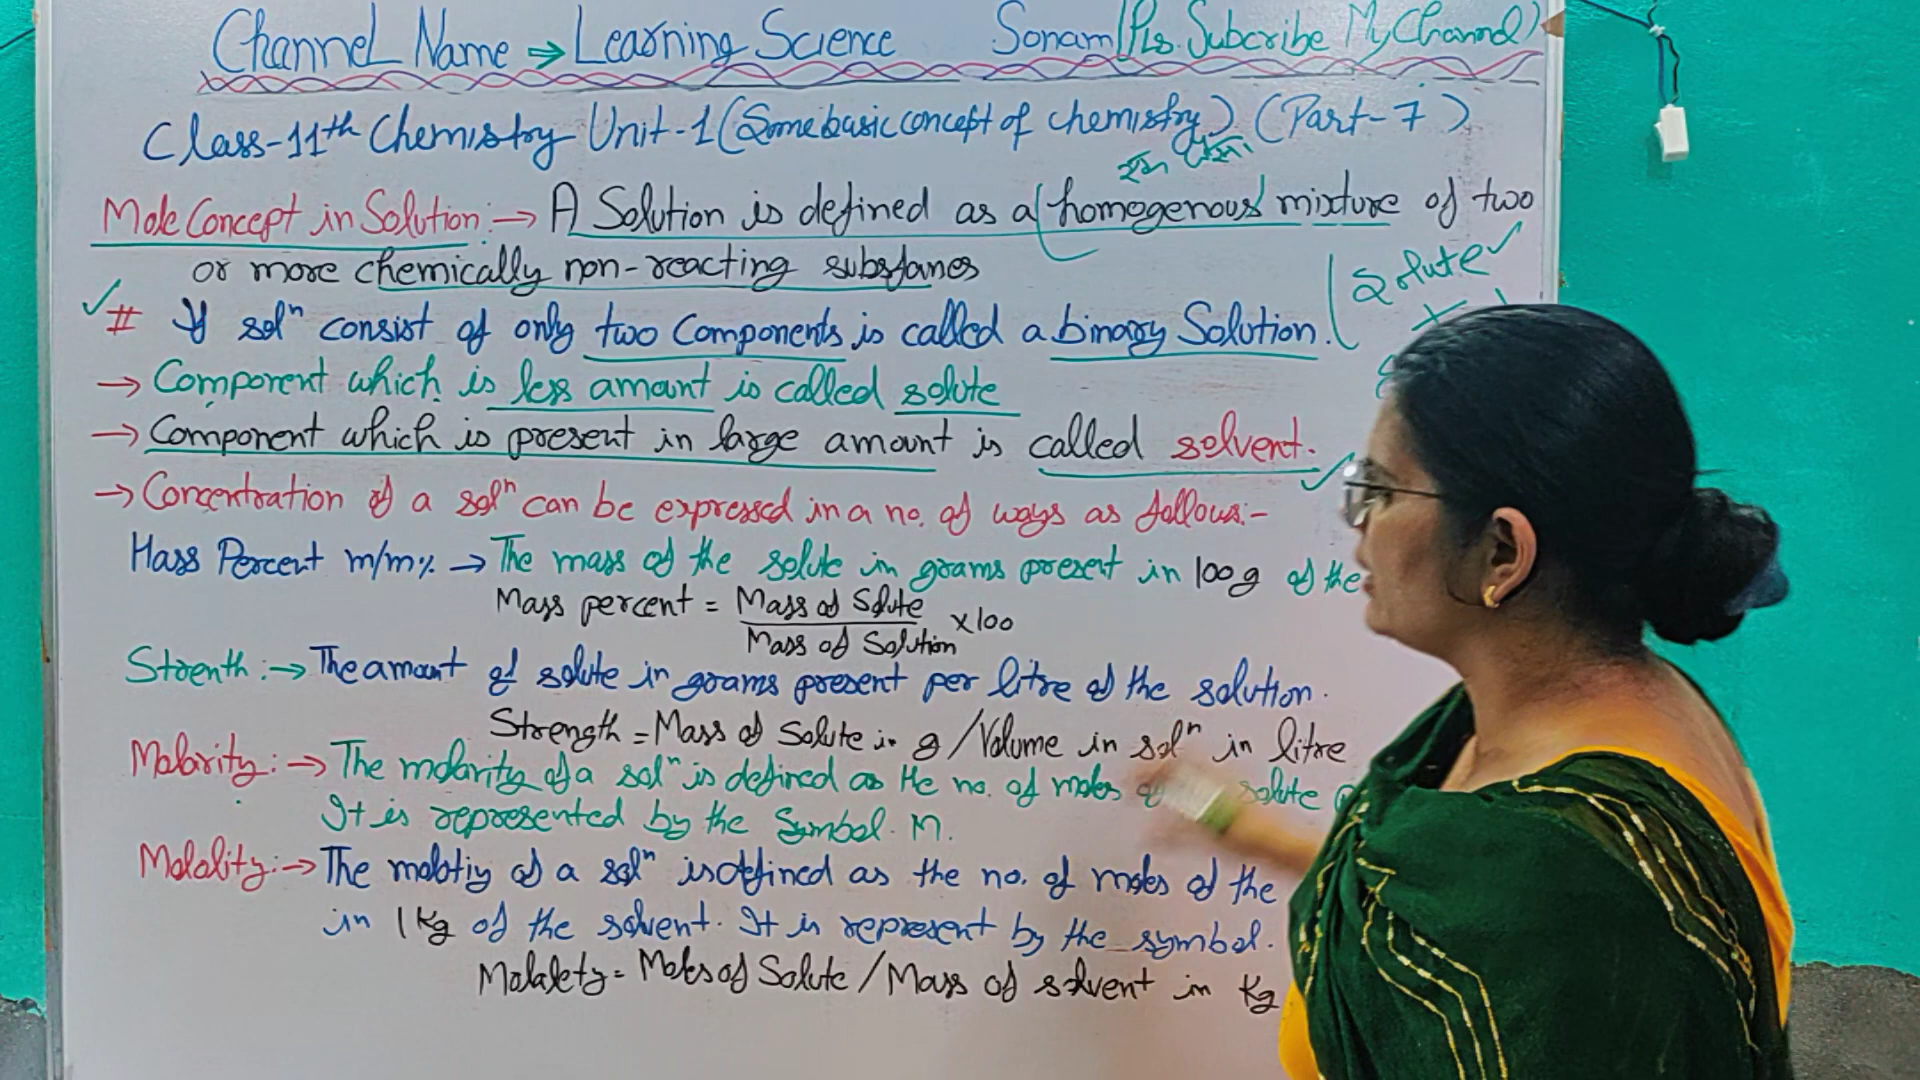 Channel Name ⇒ Learning Science Sonam (Pls. Subcribe My Channel)
Class-11th Chemistry Unit-1 (Some basic concept of chemistry) (Part-7)
Mole Concept in Solution:→ A Solution is defined as a (homogenous mixture of two
or more chemically non-reacting substanes
# If solⁿ consist of only two Components is called a binary Solution.
Solute ✓
+
→ Component which is less amount is called solute
→ Component which is present in large amount is called solvent.
→ Concentration of a solⁿ can be expressed in a no. of ways as follows:-
Mass Percent m/m% → The mass of the solute in grams present in 100g of the
Mass percent = Mass of Solute
Mass of Solution ×100
Strenth:→ The amount of solute in grams present per litre of the solution.
Strength = Mass of Solute in g / Volume in solⁿ in litre
Molarity:→ The molarity of a solⁿ is defined as the no. of moles of solute
It is represented by the Symbol. M.
Molality:→ The molatiy of a solⁿ is defined as the no. of moles of the
in 1 Kg of the solvent. It is represent by the symbol.
Molalety = Moles of Solute / Mass of solvent in Kg